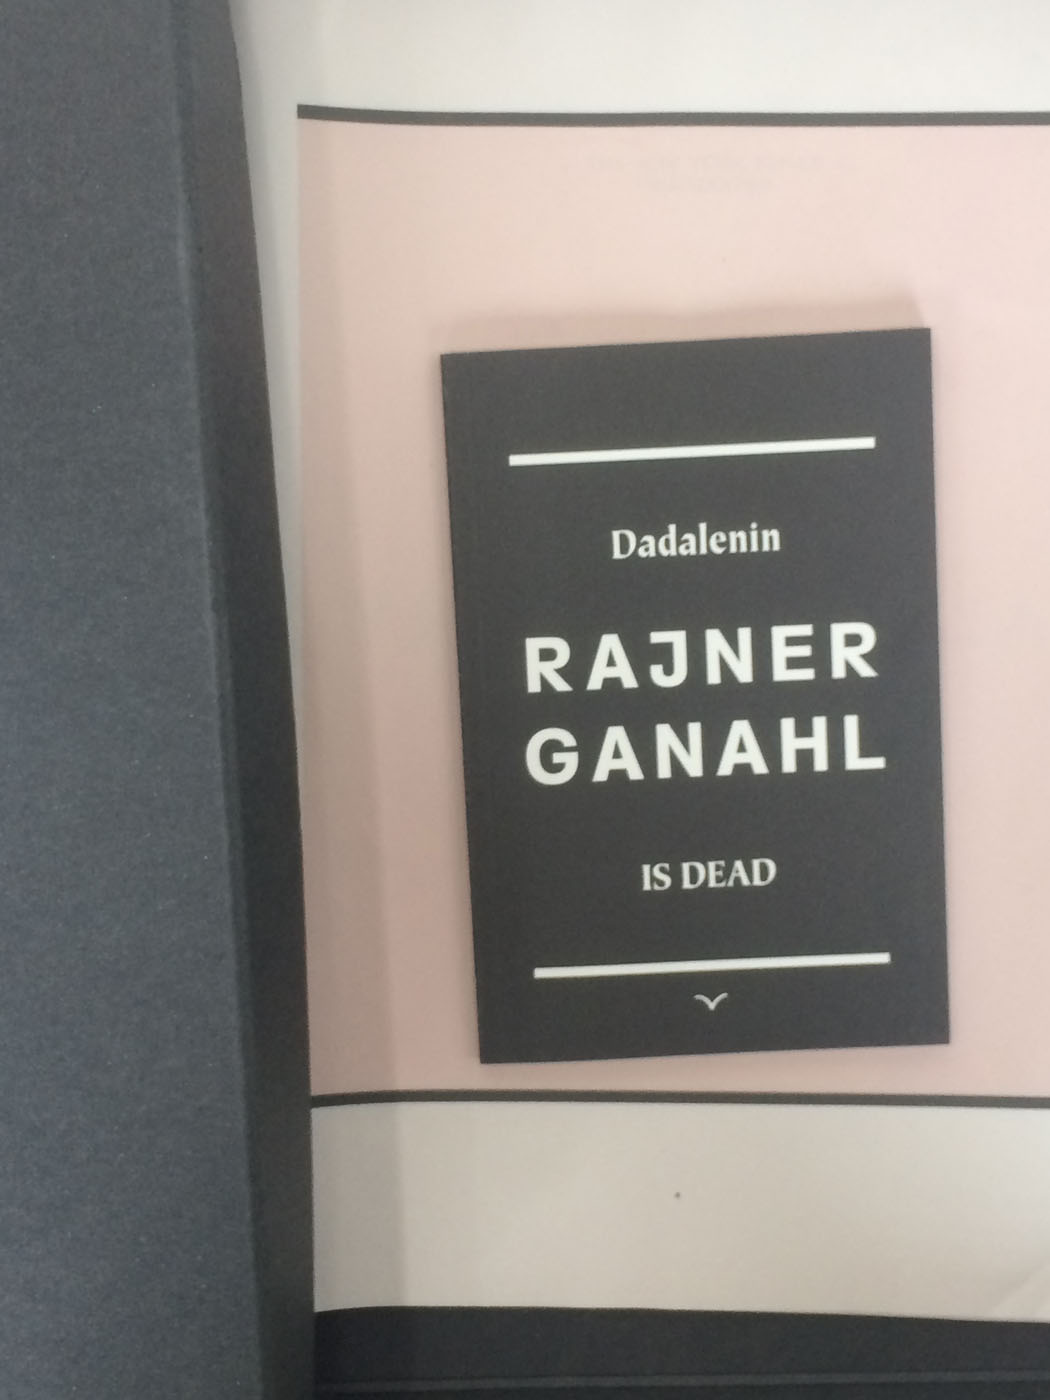 Dadalenin
RAJNER
GANAHL
IS DEAD